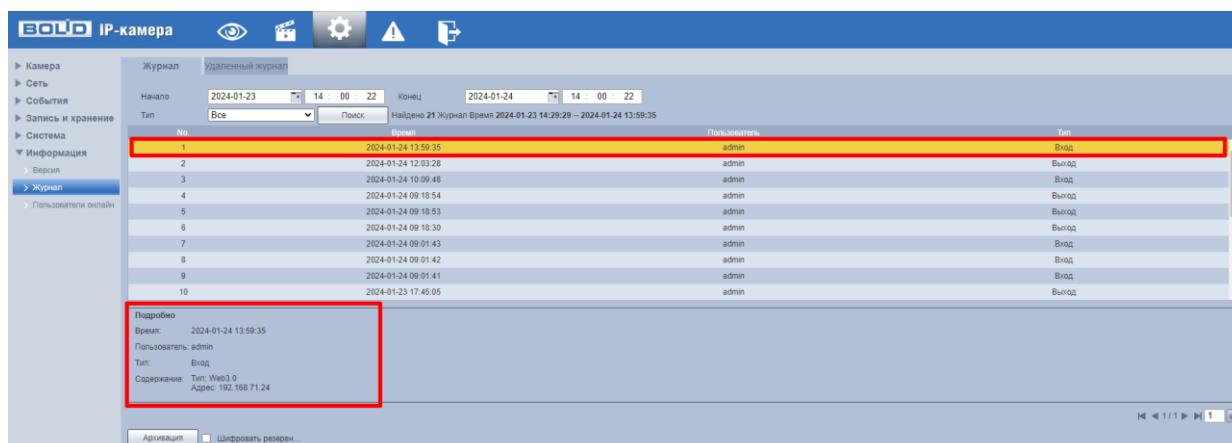 BOLID IP-камера
Камера
Сеть
События
Запись и хранение
Система
Информация
Версия
Журнал
Пользователи онлайн
Журнал Удаленный журнал
Начало 2024-01-23 14 : 00 : 22 Конец 2024-01-24 14 : 00 : 22
Тип Все Поиск Найдено 21 Журнал Время 2024-01-23 14:29:29 -- 2024-01-24 13:59:35
No. Время Пользователь Тип
1 2024-01-24 13:59:35 admin Вход
2 2024-01-24 12:03:28 admin Выход
3 2024-01-24 10:09:48 admin Вход
4 2024-01-24 09:18:54 admin Выход
5 2024-01-24 09:18:53 admin Выход
6 2024-01-24 09:18:30 admin Выход
7 2024-01-24 09:01:43 admin Вход
8 2024-01-24 09:01:42 admin Вход
9 2024-01-24 09:01:41 admin Вход
10 2024-01-23 17:45:05 admin Выход
Подробно
Время: 2024-01-24 13:59:35
Пользователь: admin
Тип: Вход
Содержание: Тип: Web3.0
Адрес: 192.168.71.24
1 / 1 1
Архивация Шифровать резервн...